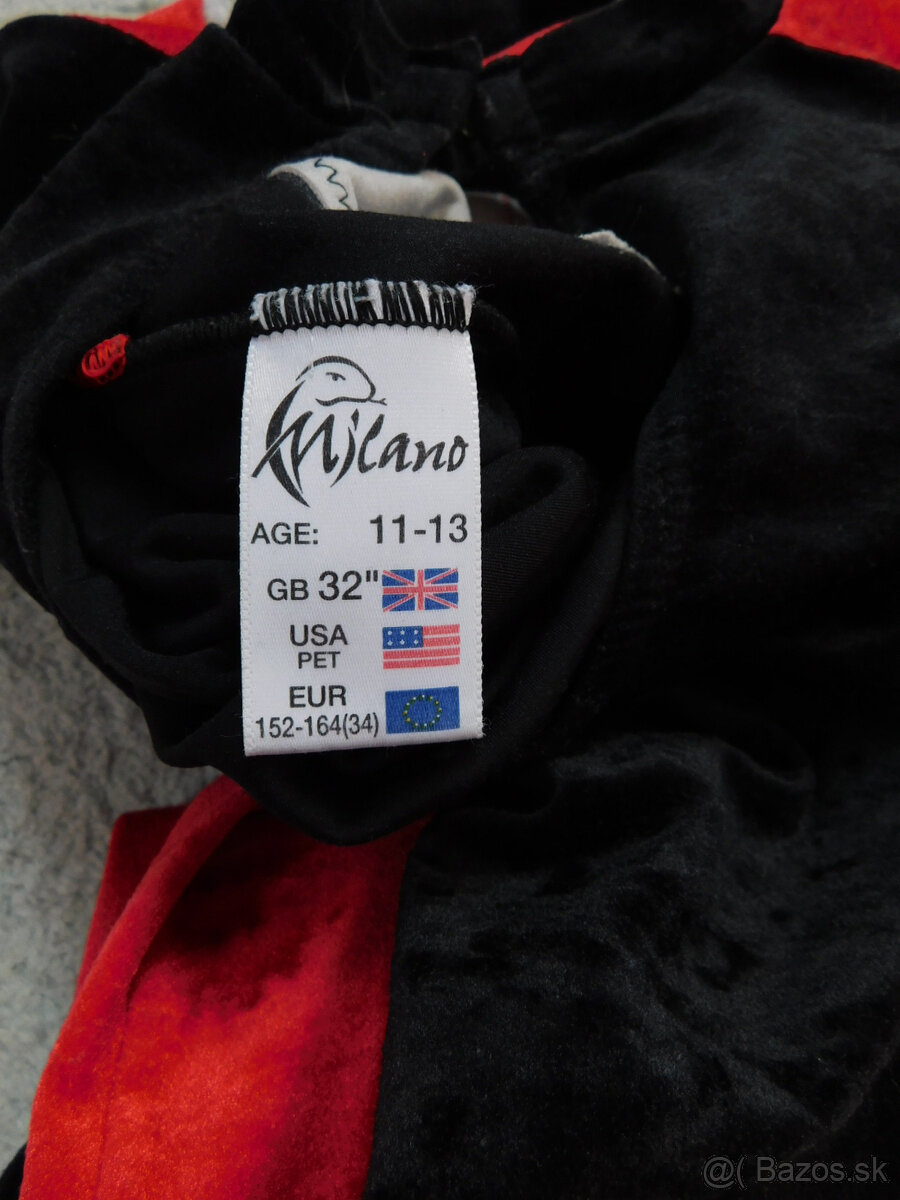 Milano
AGE: 11-13
GB 32"
USA
PET
EUR
152-164(34)
@( Bazos.sk